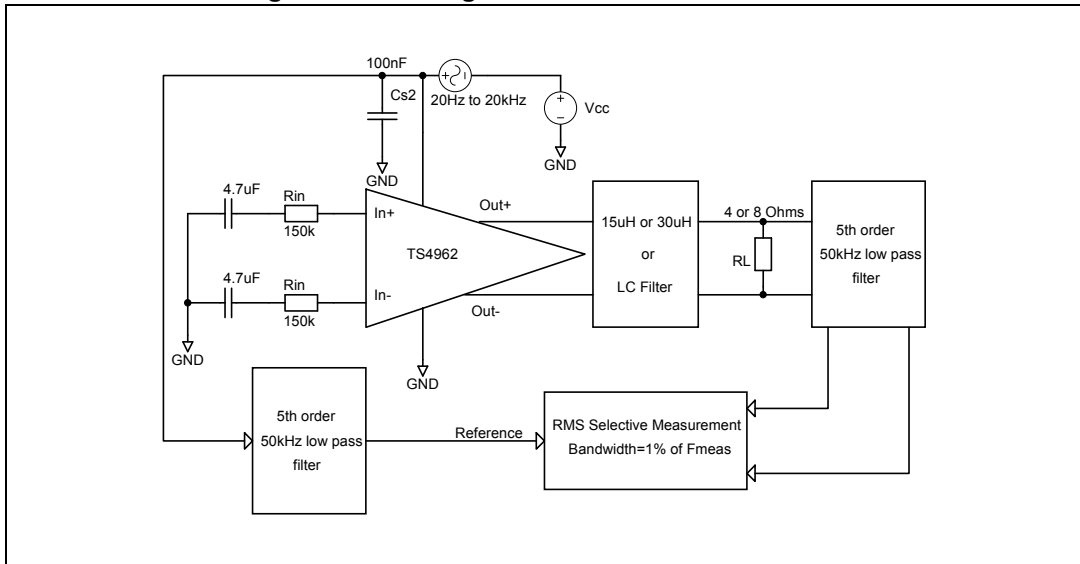 100nF
Cs2
20Hz to 20kHz
+
-
+
-
Vcc
GND
GND
4.7uF
Rin
150k
In+
Out+
TS4962
15uH or 30uH
or
LC Filter
4 or 8 Ohms
RL
5th order
50kHz low pass
filter
4.7uF
Rin
150k
In-
Out-
GND
GND
5th order
50kHz low pass
filter
Reference
RMS Selective Measurement
Bandwidth=1% of Fmeas